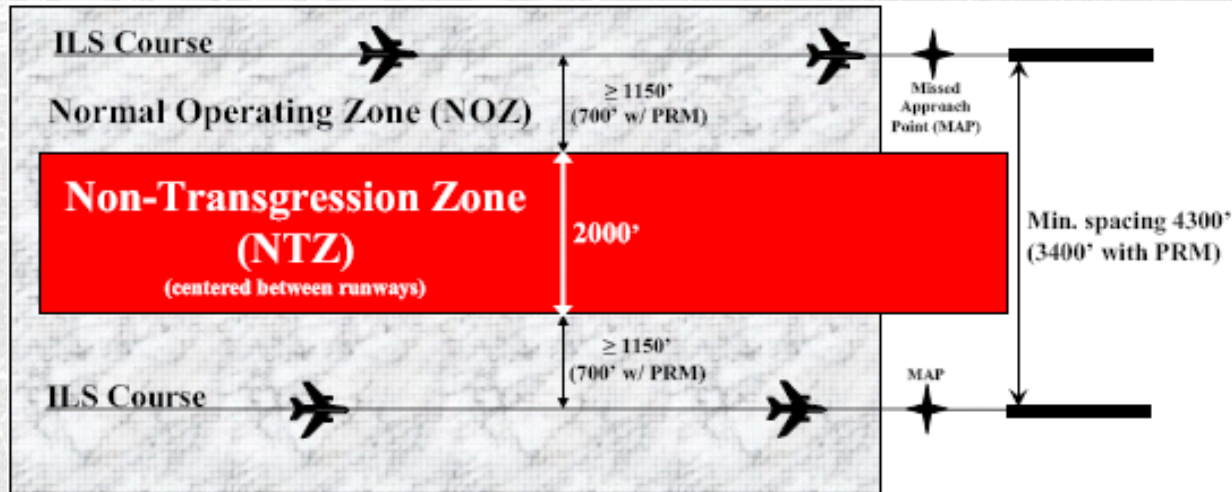 ILS Course
Normal Operating Zone (NOZ)
≥ 1150’
(700’ w/ PRM)
Missed
Approach
Point (MAP)
Non-Transgression Zone
(NTZ)
(centered between runways)
2000’
Min. spacing 4300’
(3400’ with PRM)
≥ 1150’
(700’ w/ PRM)
ILS Course
MAP